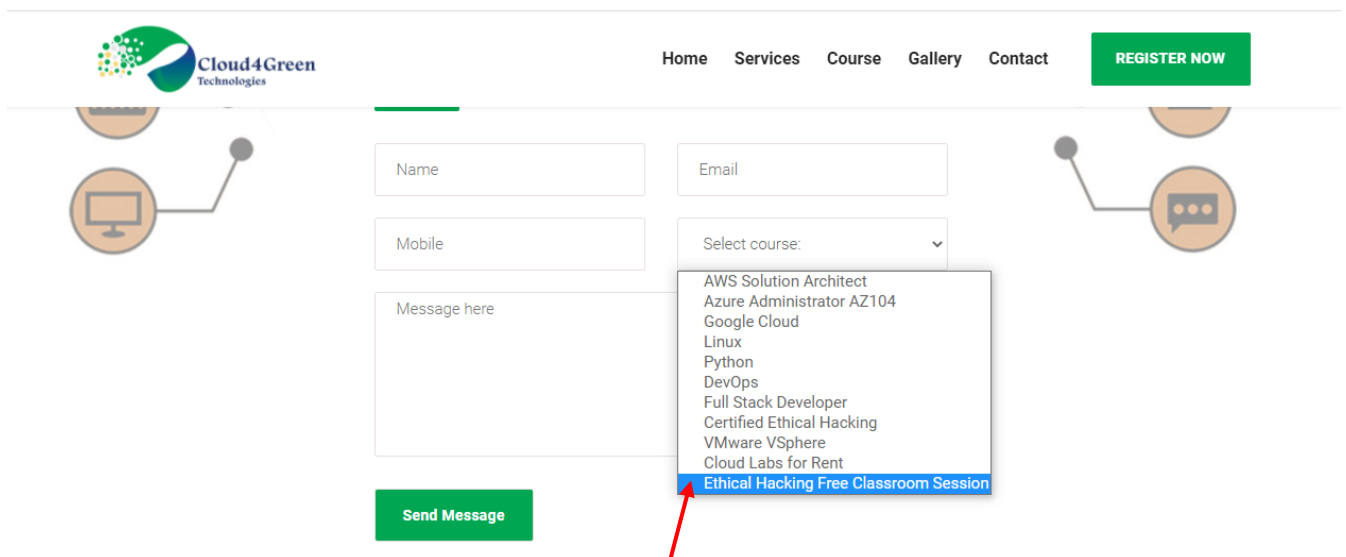 Cloud4Green
Technologies
Home Services Course Gallery Contact REGISTER NOW
Name Email
Mobile Select course:
Message here
AWS Solution Architect
Azure Administrator AZ104
Google Cloud
Linux
Python
DevOps
Full Stack Developer
Certified Ethical Hacking
VMware VSphere
Cloud Labs for Rent
Ethical Hacking Free Classroom Session
Send Message